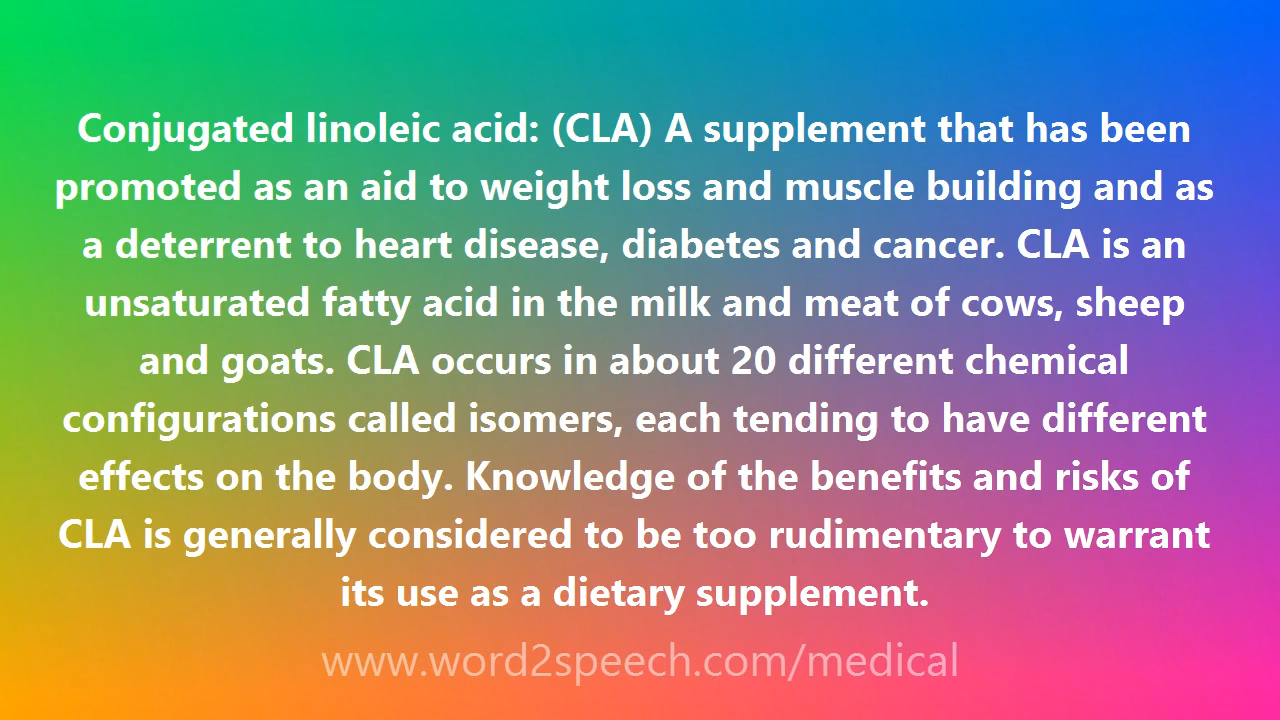 Conjugated linoleic acid: (CLA) A supplement that has been
promoted as an aid to weight loss and muscle building and as
a deterrent to heart disease, diabetes and cancer. CLA is an
unsaturated fatty acid in the milk and meat of cows, sheep
and goats. CLA occurs in about 20 different chemical
configurations called isomers, each tending to have different
effects on the body. Knowledge of the benefits and risks of
CLA is generally considered to be too rudimentary to warrant
its use as a dietary supplement.
www.word2speech.com/medical